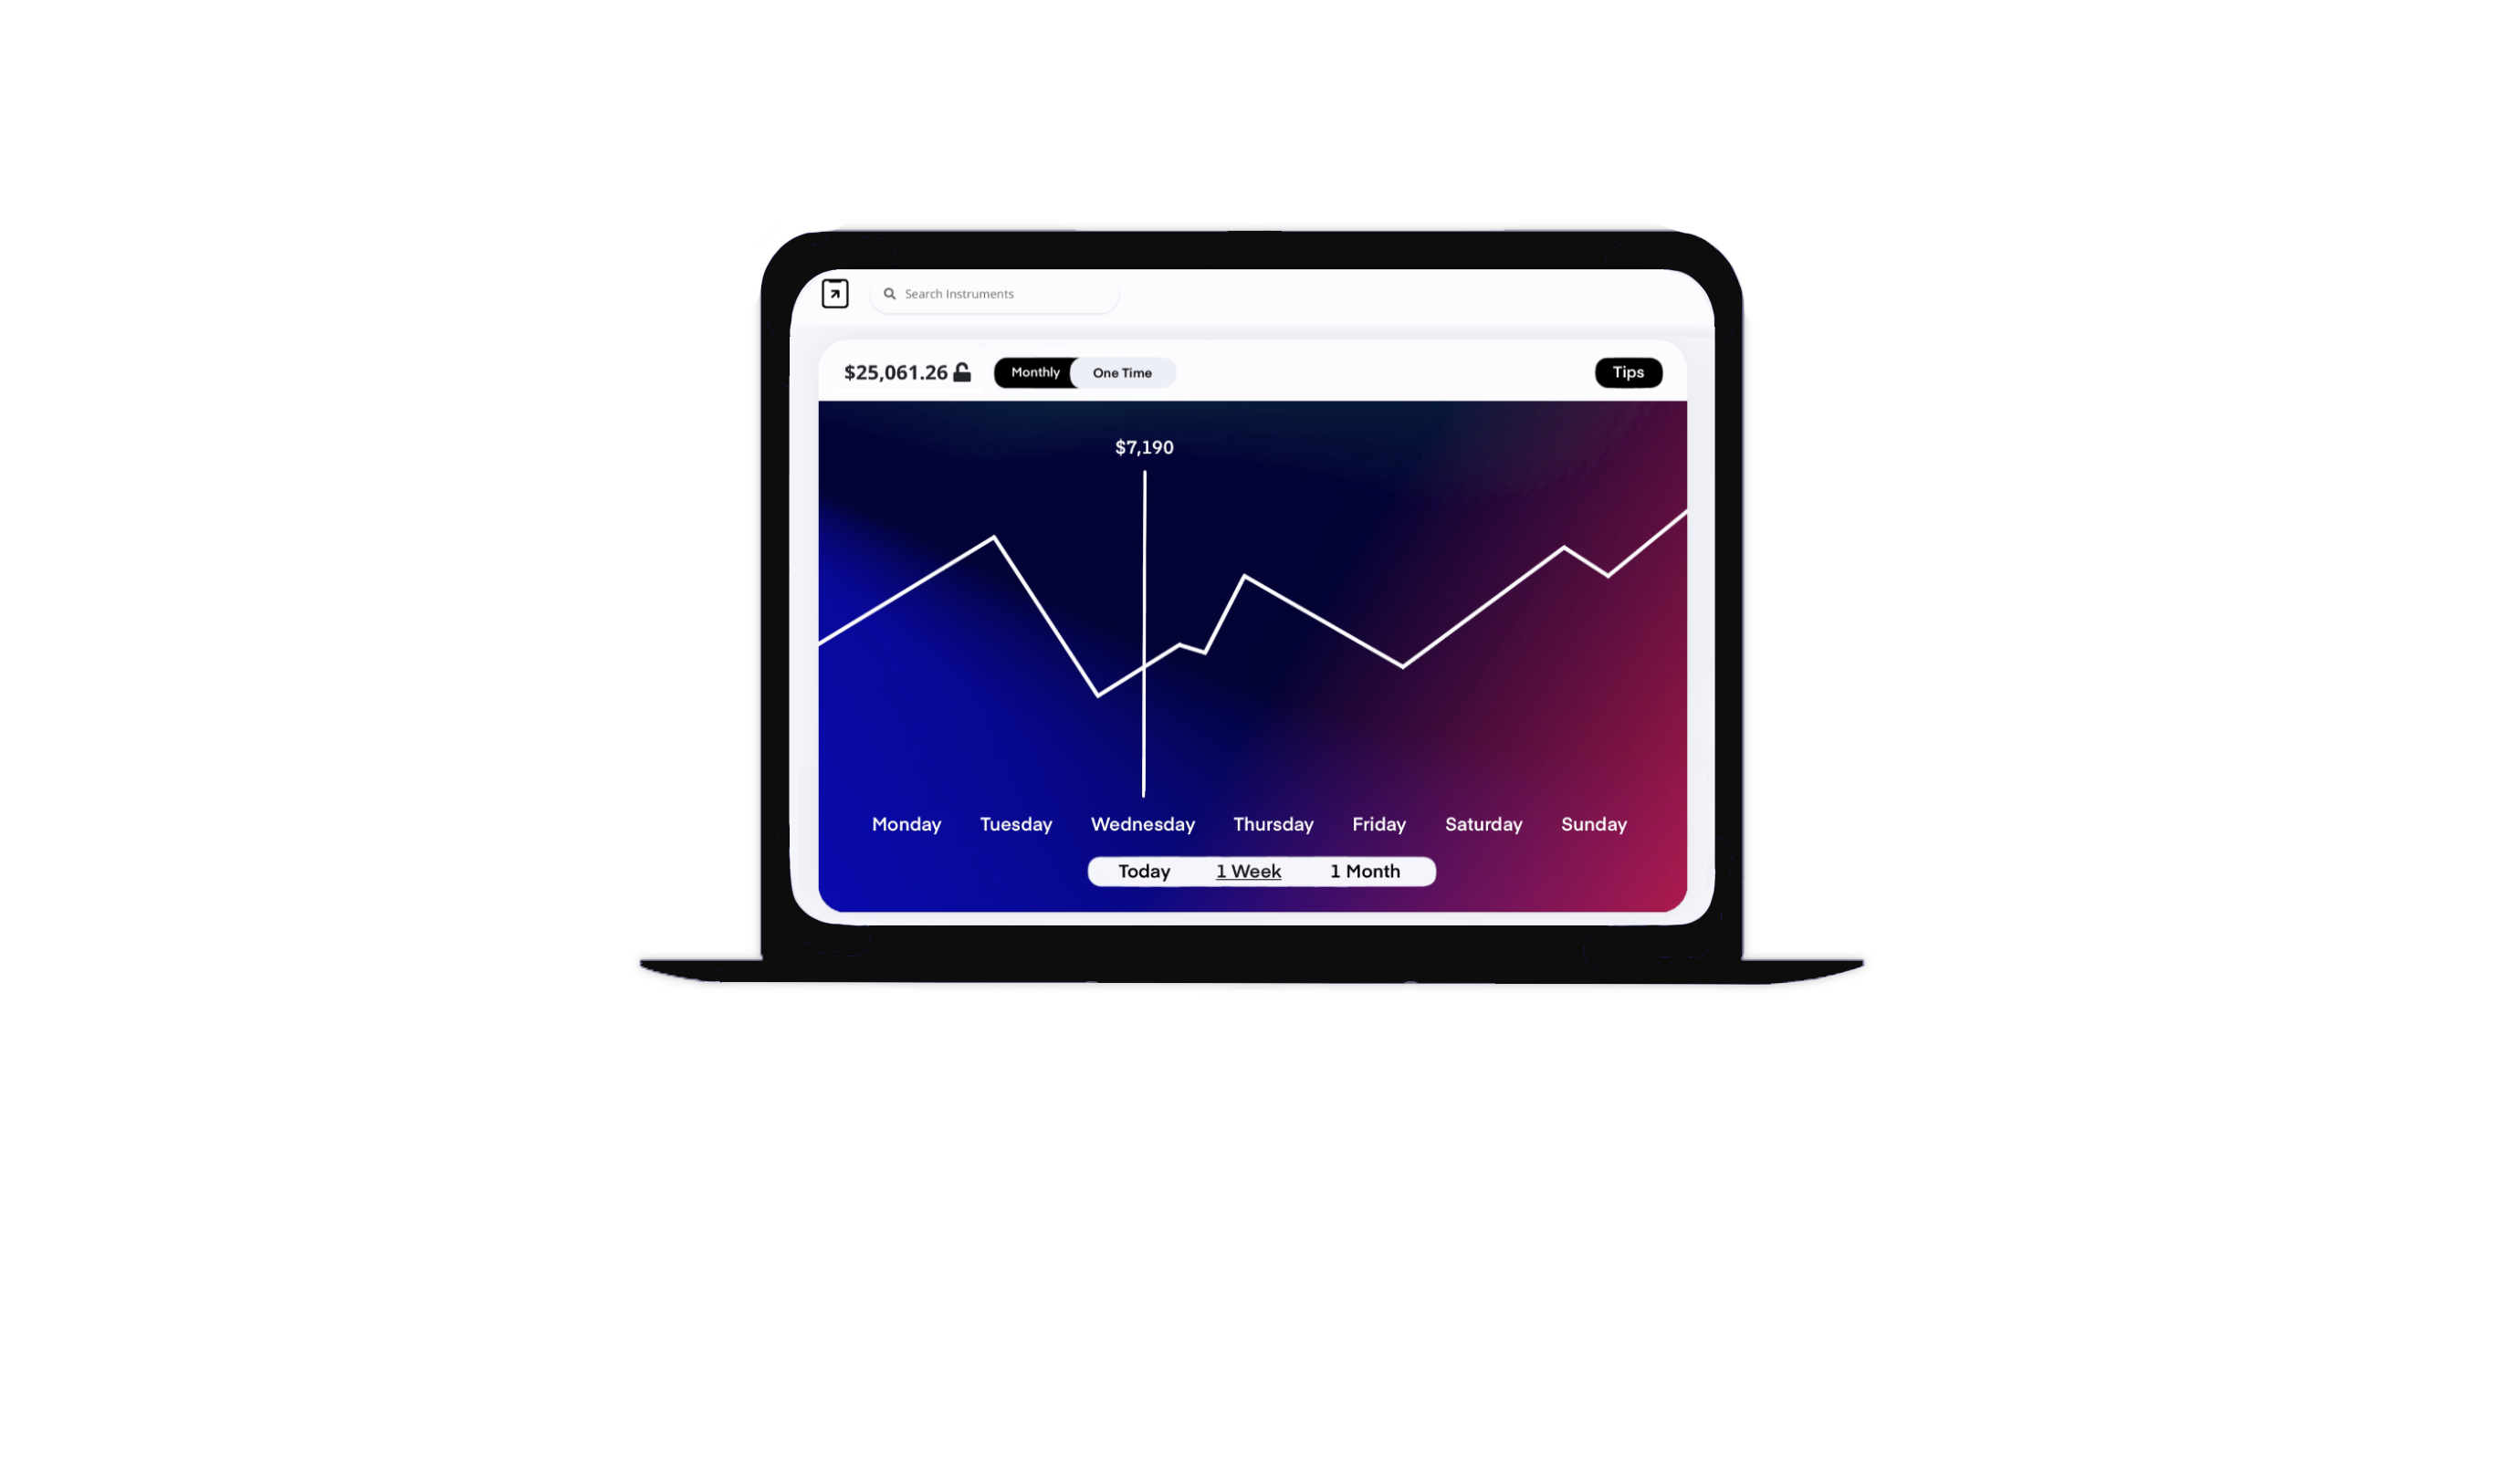 Search Instruments
$25,061.26 Monthly One Time Tips
$7,190
Monday Tuesday Wednesday Thursday Friday Saturday Sunday
Today 1 Week 1 Month